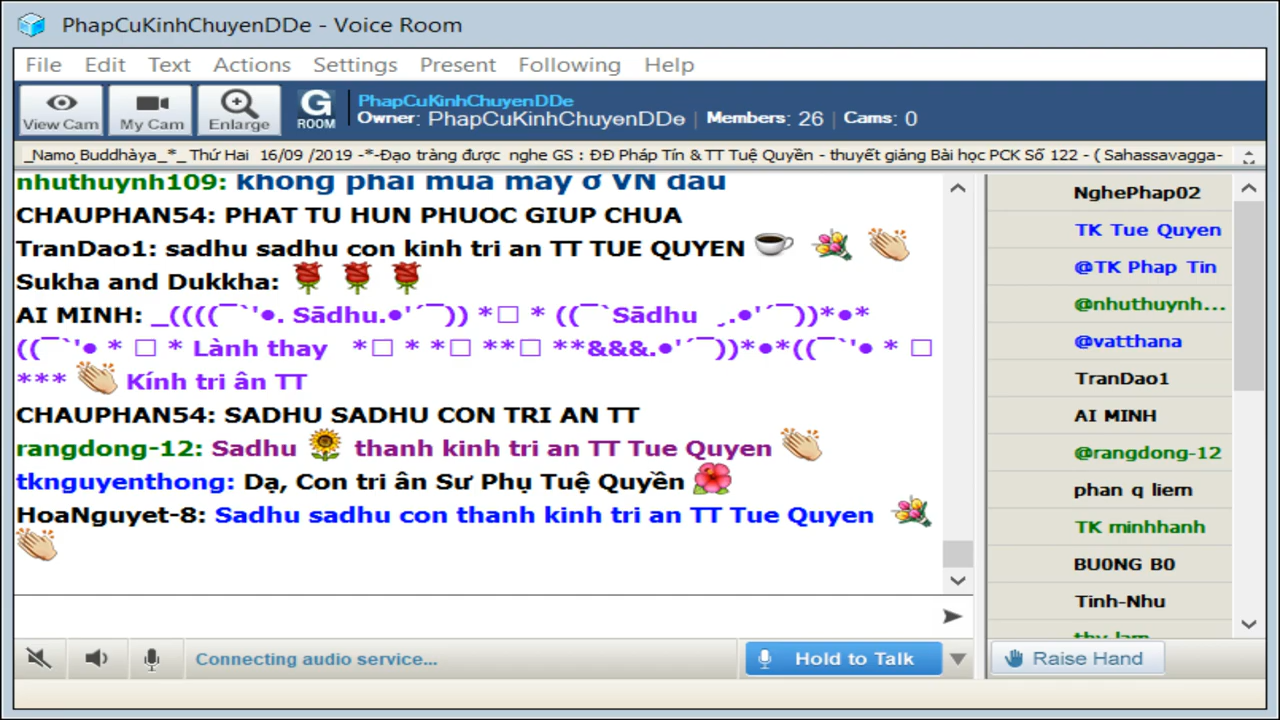 PhapCuKinhChuyenDDe - Voice Room
File Edit Text Actions Settings Present Following Help
View Cam My Cam Enlarge G ROOM
PhapCuKinhChuyenDDe
Owner: PhapCuKinhChuyenDDe | Members: 26 | Cams: 0
_Namo Buddhàya_*_ Thứ Hai 16/09 /2019 -*-Đạo tràng được nghe GS : ĐĐ Pháp Tín & TT Tuệ Quyền - thuyết giảng Bài học PCK Số 122 - ( Sahassavagga-
nhuthuynh109: không phải mua máy ở VN đâu
CHAUPHAN54: PHAT TU HUN PHUOC GIUP CHUA
TranDao1: sadhu sadhu con kinh tri an TT TUE QUYEN
Sukha and Dukkha:
AI MINH: _((((¯`'●. Sādhu.●'´¯)) *□ * ((¯`Sādhu ¸.●'´¯))*●*
((¯`'● * □ * Lành thay *□ * *□ **□ **&&&.●'´¯))*●*((¯`'● * □
*** Kính tri ân TT
CHAUPHAN54: SADHU SADHU CON TRI AN TT
rangdong-12: Sadhu thanh kinh tri an TT Tue Quyen
tknguyenthong: Dạ, Con tri ân Sư Phụ Tuệ Quyền
HoaNguyet-8: Sadhu sadhu con thanh kinh tri an TT Tue Quyen
NghePhap02
TK Tue Quyen
@TK Phap Tin
@nhuthuynh...
@vatthana
TranDao1
AI MINH
@rangdong-12
phan q liem
TK minhhanh
BU0NG B0
Tinh-Nhu
Connecting audio service...
Hold to Talk
Raise Hand